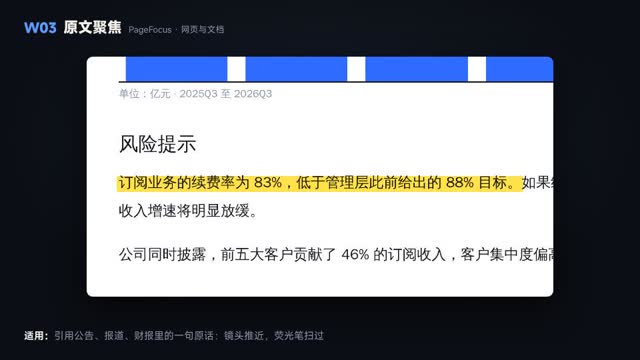 W03 原文聚焦 PageFocus · 网页与文档
单位：亿元 · 2025Q3 至 2026Q3
风险提示
订阅业务的续费率为 83%，低于管理层此前给出的 88% 目标。如果
收入增速将明显放缓。
公司同时披露，前五大客户贡献了 46% 的订阅收入，客户集中度偏高
适用：引用公告、报道、财报里的一句原话：镜头推近，荧光笔扫过